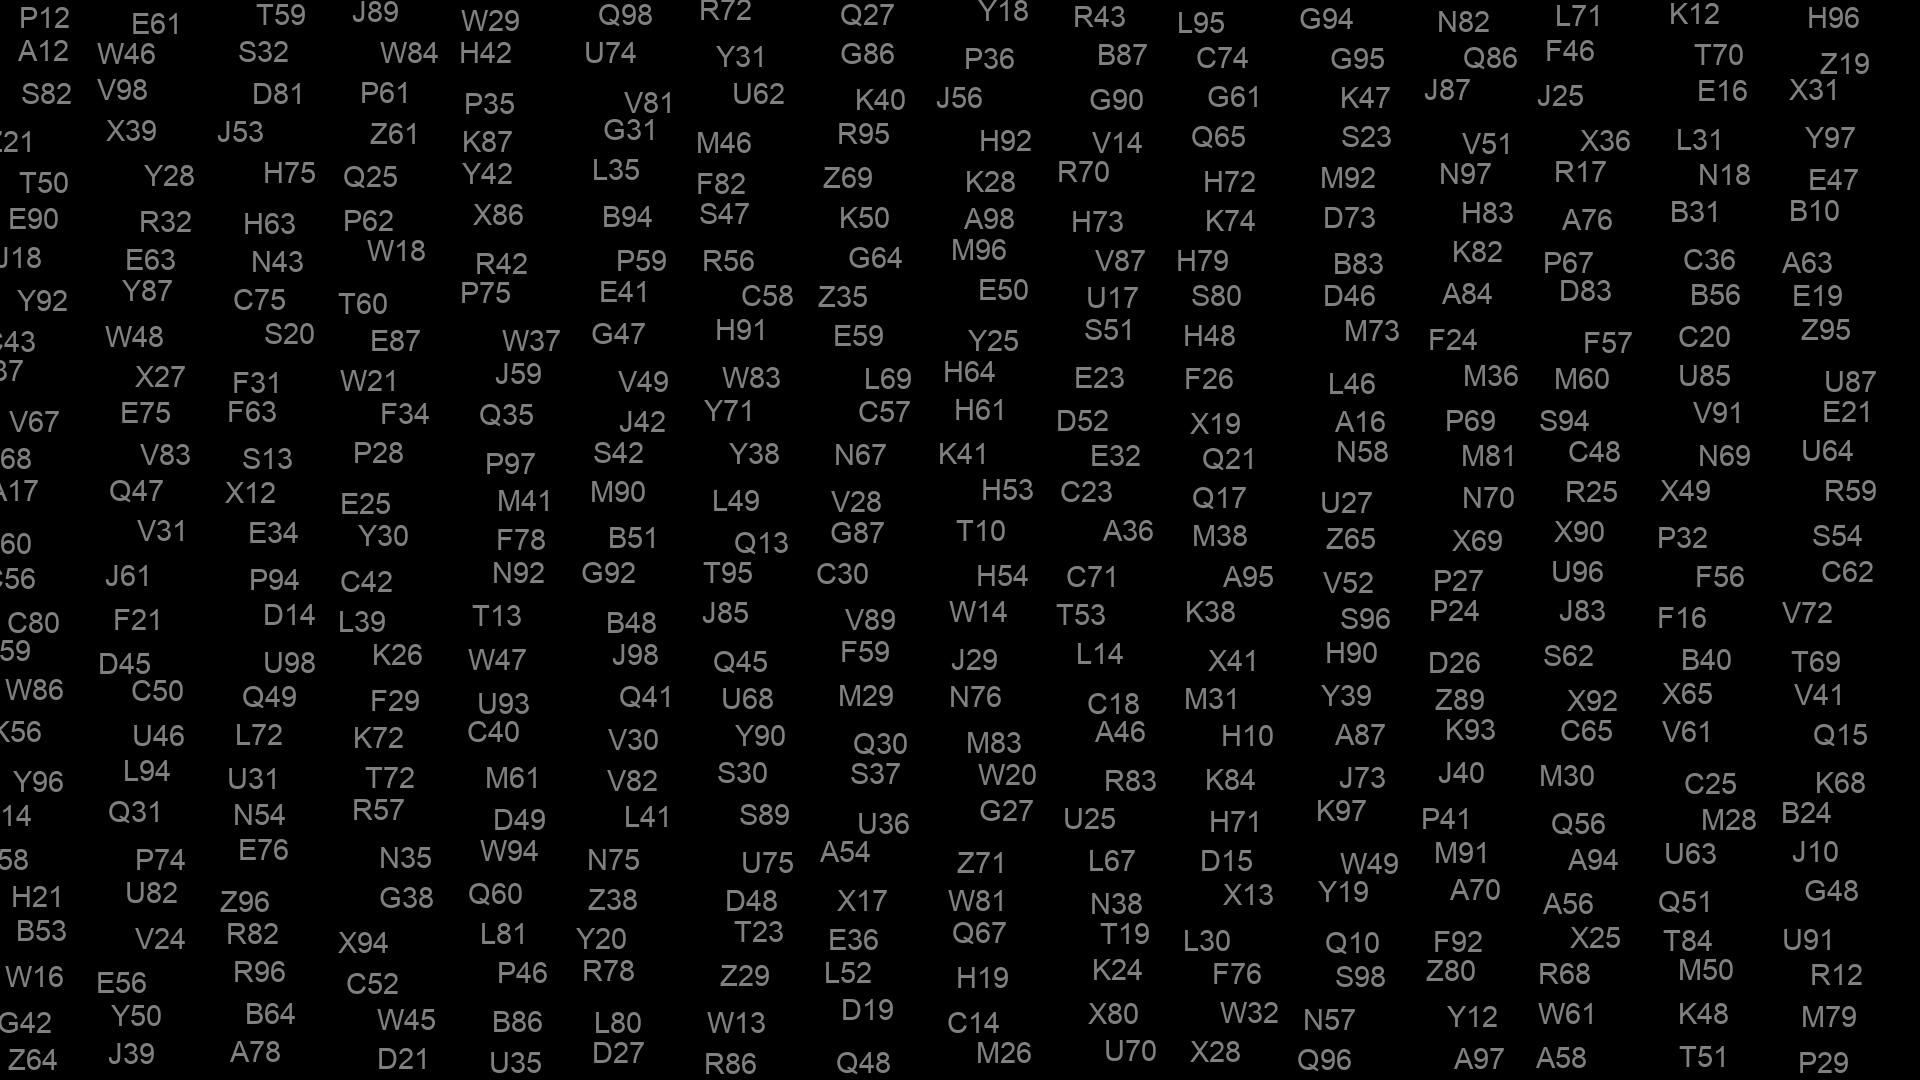 P12 E61 T59 J89 W29 Q98 R72 Q27 Y18 R43 L95 G94 N82 L71 K12 H96
A12 W46 S32 W84 H42 U74 Y31 G86 P36 B87 C74 G95 Q86 F46 T70 Z19
S82 V98 D81 P61 P35 V81 U62 K40 J56 G90 G61 K47 J87 J25 E16 X31
Z21 X39 J53 Z61 K87 G31 M46 R95 H92 V14 Q65 S23 V51 X36 L31 Y97
T50 Y28 H75 Q25 Y42 L35 F82 Z69 K28 R70 H72 M92 N97 R17 N18 E47
E90 R32 H63 P62 X86 B94 S47 K50 A98 H73 K74 D73 H83 A76 B31 B10
J18 E63 N43 W18 R42 P59 R56 G64 M96 V87 H79 B83 K82 P67 C36 A63
Y92 Y87 C75 T60 P75 E41 C58 Z35 E50 U17 S80 D46 A84 D83 B56 E19
43 W48 S20 E87 W37 G47 H91 E59 Y25 S51 H48 M73 F24 F57 C20 Z95
37 X27 F31 W21 J59 V49 W83 L69 H64 E23 F26 L46 M36 M60 U85 U87
V67 E75 F63 F34 Q35 J42 Y71 C57 H61 D52 X19 A16 P69 S94 V91 E21
68 V83 S13 P28 P97 S42 Y38 N67 K41 E32 Q21 N58 M81 C48 N69 U64
A17 Q47 X12 E25 M41 M90 L49 V28 H53 C23 Q17 U27 N70 R25 X49 R59
60 V31 E34 Y30 F78 B51 Q13 G87 T10 A36 M38 Z65 X69 X90 P32 S54
56 J61 P94 C42 N92 G92 T95 C30 H54 C71 A95 V52 P27 U96 F56 C62
C80 F21 D14 L39 T13 B48 J85 V89 W14 T53 K38 S96 P24 J83 F16 V72
59 D45 U98 K26 W47 J98 Q45 F59 J29 L14 X41 H90 D26 S62 B40 T69
W86 C50 Q49 F29 U93 Q41 U68 M29 N76 C18 M31 Y39 Z89 X92 X65 V41
K56 U46 L72 K72 C40 V30 Y90 Q30 M83 A46 H10 A87 K93 C65 V61 Q15
Y96 L94 U31 T72 M61 V82 S30 S37 W20 R83 K84 J73 J40 M30 C25 K68
14 Q31 N54 R57 D49 L41 S89 U36 G27 U25 H71 K97 P41 Q56 M28 B24
58 P74 E76 N35 W94 N75 U75 A54 Z71 L67 D15 W49 M91 A94 U63 J10
H21 U82 Z96 G38 Q60 Z38 D48 X17 W81 N38 X13 Y19 A70 A56 Q51 G48
B53 V24 R82 X94 L81 Y20 T23 E36 Q67 T19 L30 Q10 F92 X25 T84 U91
W16 E56 R96 C52 P46 R78 Z29 L52 H19 K24 F76 S98 Z80 R68 M50 R12
G42 Y50 B64 W45 B86 L80 W13 D19 C14 X80 W32 N57 Y12 W61 K48 M79
Z64 J39 A78 D21 U35 D27 R86 Q48 M26 U70 X28 Q96 A97 A58 T51 P29